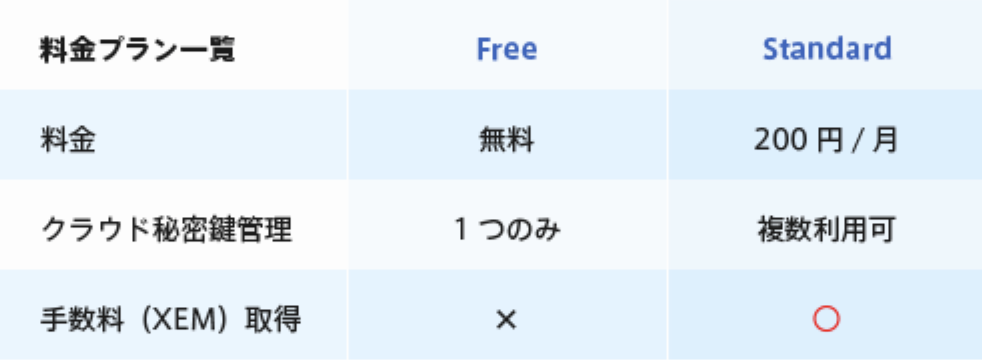 料金プラン一覧 Free Standard
料金 無料 200 円 / 月
クラウド秘密鍵管理 1 つのみ 複数利用可
手数料（XEM）取得 × ○